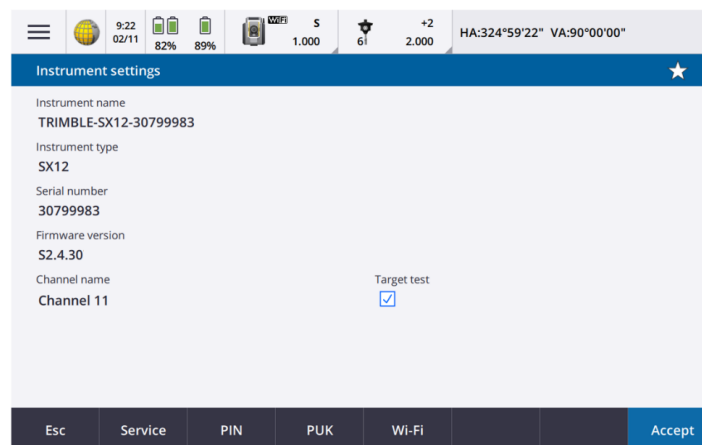 9:22
02/11
82%
89%
WiFi
S
1.000
6
+2
2.000
HA:324°59'22" VA:90°00'00"
Instrument settings
Instrument name
TRIMBLE-SX12-30799983
Instrument type
SX12
Serial number
30799983
Firmware version
S2.4.30
Channel name
Target test
Channel 11
Esc
Service
PIN
PUK
Wi-Fi
Accept